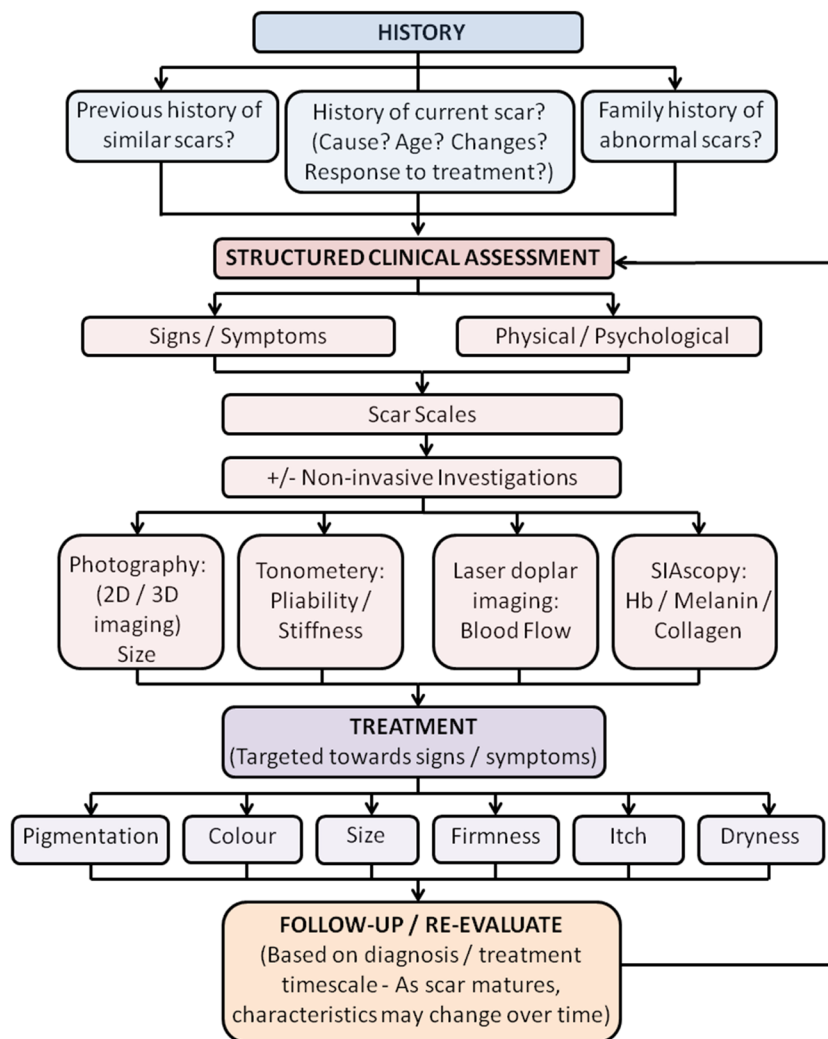 HISTORY
Previous history of
similar scars?
History of current scar?
(Cause? Age? Changes?
Response to treatment?)
Family history of
abnormal scars?
STRUCTURED CLINICAL ASSESSMENT
Signs / Symptoms
Physical / Psychological
Scar Scales
+/- Non-invasive Investigations
Photography:
(2D / 3D
imaging)
Size
Tonometery:
Pliability /
Stiffness
Laser doplar
imaging:
Blood Flow
SIAscopy:
Hb / Melanin /
Collagen
TREATMENT
(Targeted towards signs / symptoms)
Pigmentation
Colour
Size
Firmness
Itch
Dryness
FOLLOW-UP / RE-EVALUATE
(Based on diagnosis / treatment
timescale - As scar matures,
characteristics may change over time)